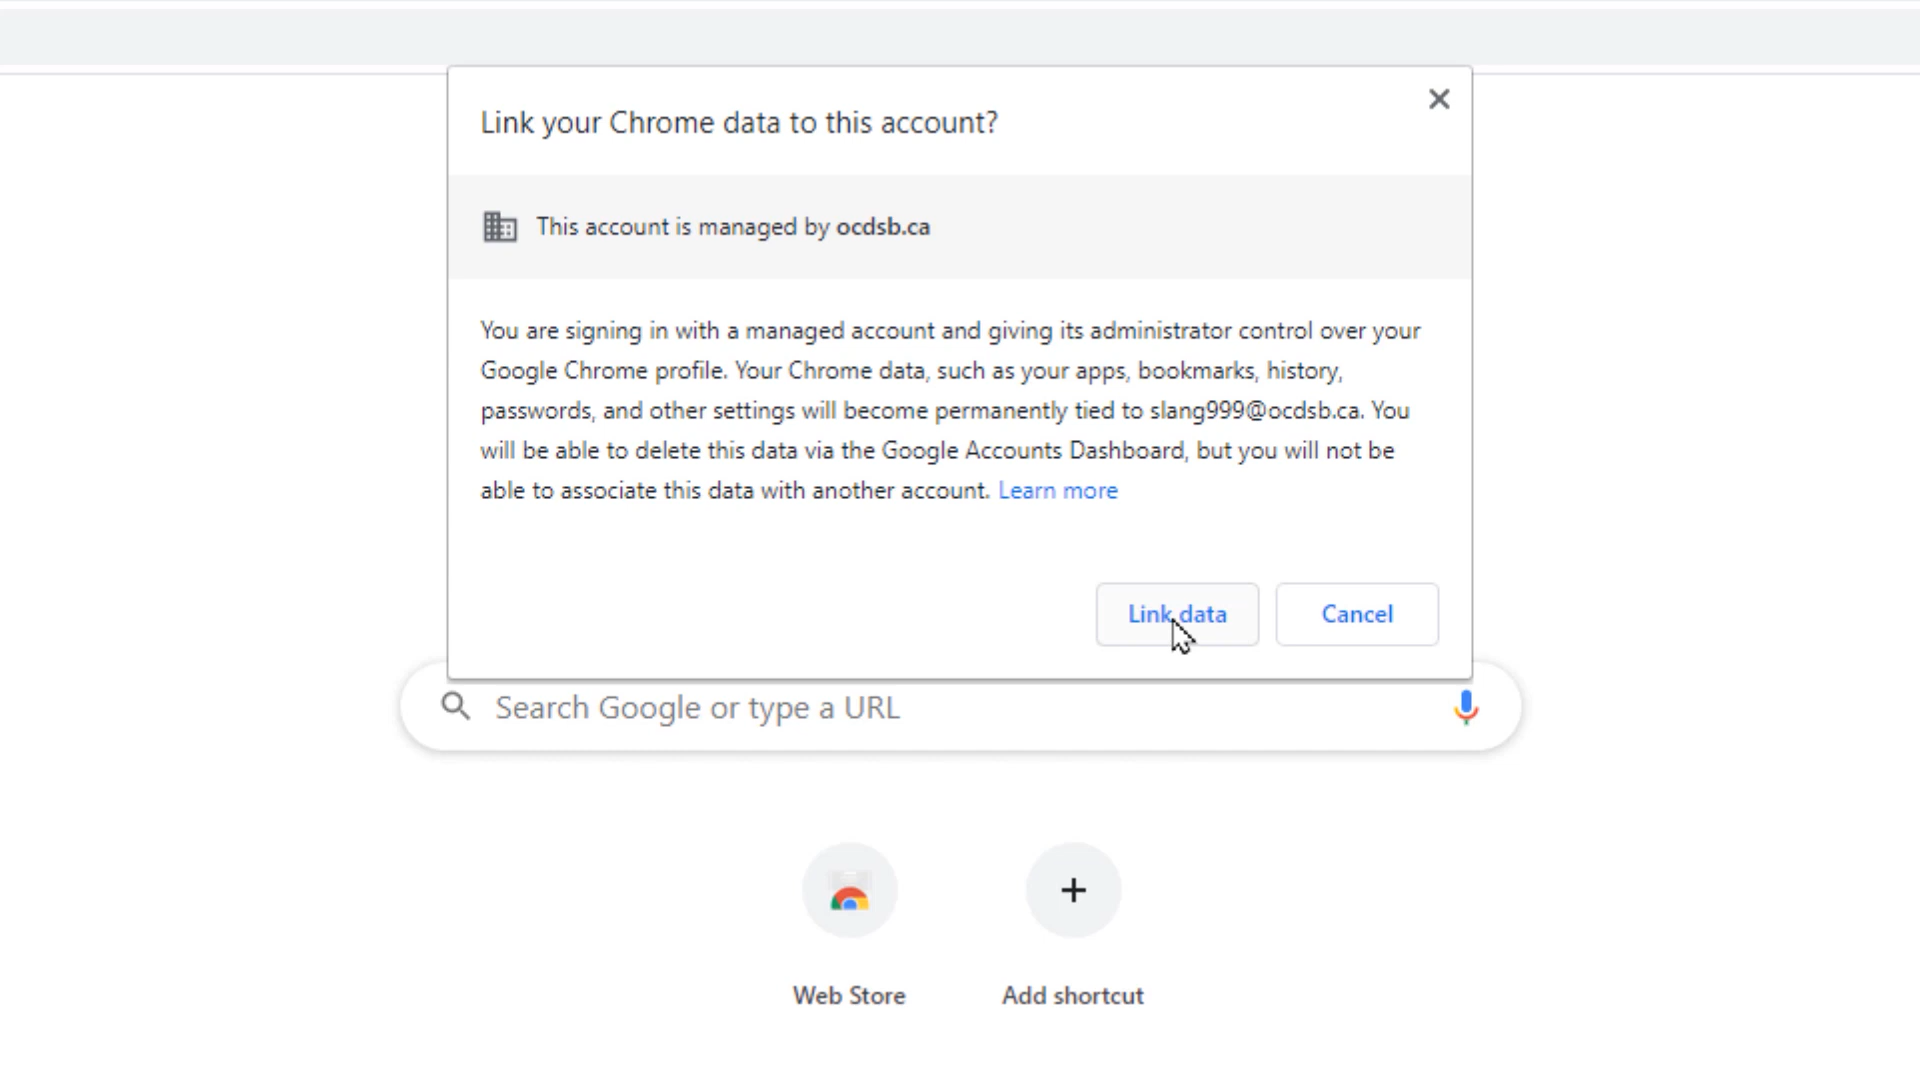 Link your Chrome data to this account?
This account is managed by ocdsb.ca
You are signing in with a managed account and giving its administrator control over your
Google Chrome profile. Your Chrome data, such as your apps, bookmarks, history,
passwords, and other settings will become permanently tied to slang999@ocdsb.ca. You
will be able to delete this data via the Google Accounts Dashboard, but you will not be
able to associate this data with another account. Learn more
Link data Cancel
Search Google or type a URL
Web Store Add shortcut